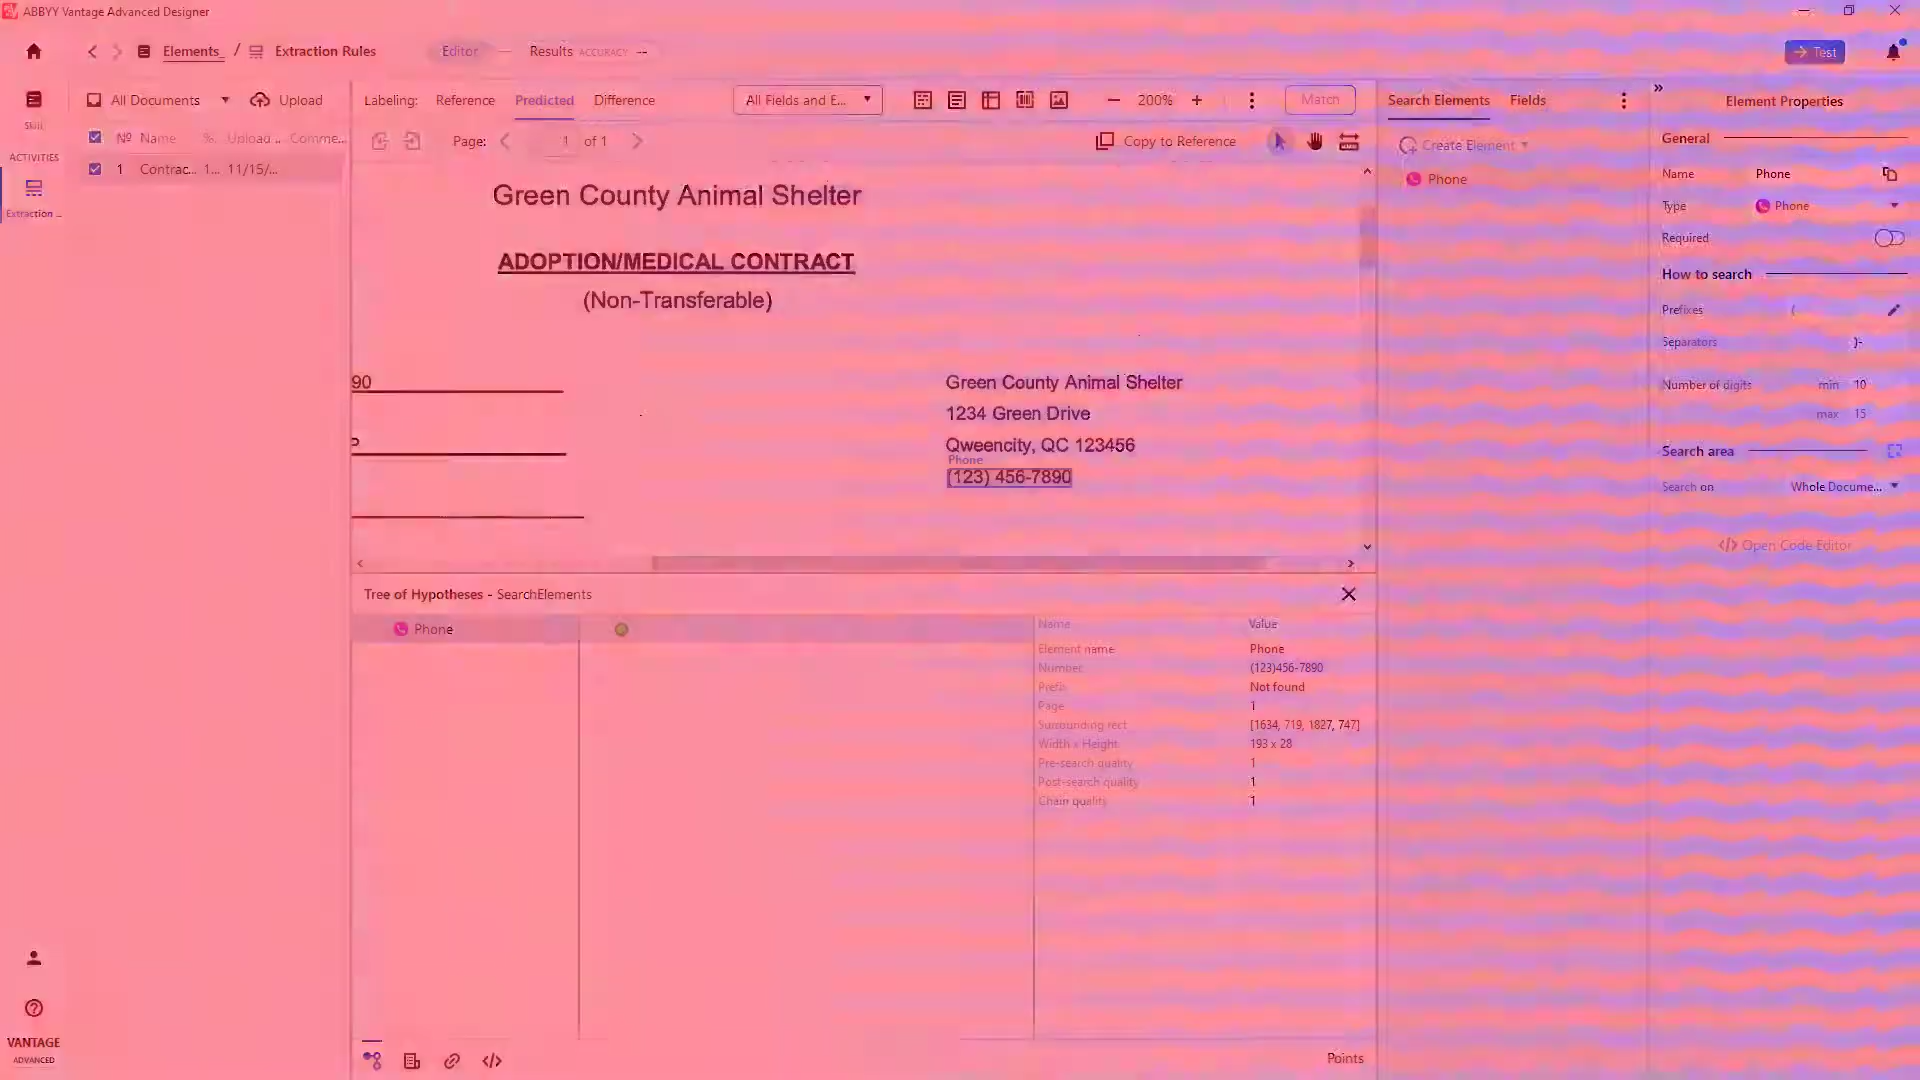 ABBYY Vantage Advanced Designer
Elements_ / Extraction Rules
Editor
Results ACCURACY --
Test
Skill
ACTIVITIES
Extraction ...
All Documents
Upload
Nº Name %. Upload .. Comme...
1 Contrac... 1... 11/15/...
Labeling: Reference Predicted Difference
All Fields and E...
200%
Match
Page: 1 of 1
Copy to Reference
Green County Animal Shelter
ADOPTION/MEDICAL CONTRACT
(Non-Transferable)
90
Green County Animal Shelter
1234 Green Drive
Qweencity, QC 123456
Phone
(123) 456-7890
Tree of Hypotheses - SearchElements
Phone
Name Value
Element name Phone
Number (123)456-7890
Prefix Not found
Page 1
Surrounding rect [1634, 719, 1827, 747]
Width x Height 193 x 28
Pre-search quality 1
Post-search quality 1
Chain quality 1
Points
Search Elements Fields
Create Element
Phone
Element Properties
General
Name Phone
Type Phone
Required
How to search
Prefixes (
Separators )-
Number of digits min 10
max 15
Search area
Search on Whole Docume...
</> Open Code Editor
VANTAGE
ADVANCED